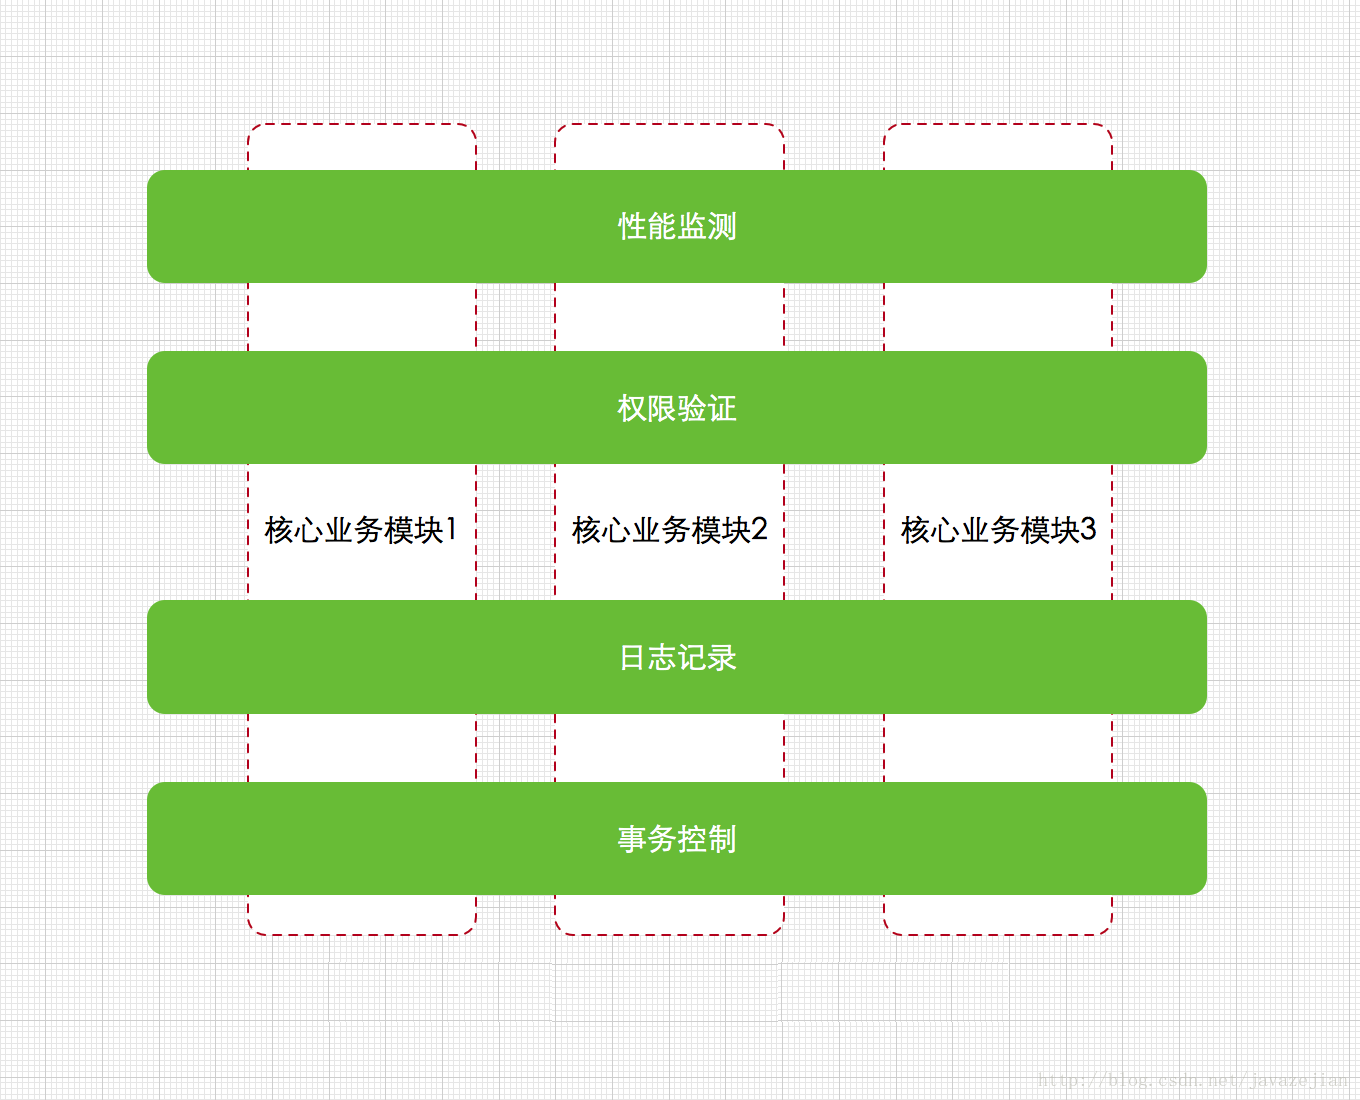 性能监测
权限验证
核心业务模块1
核心业务模块2
核心业务模块3
日志记录
事务控制
http://blog.csdn.net/javazejian